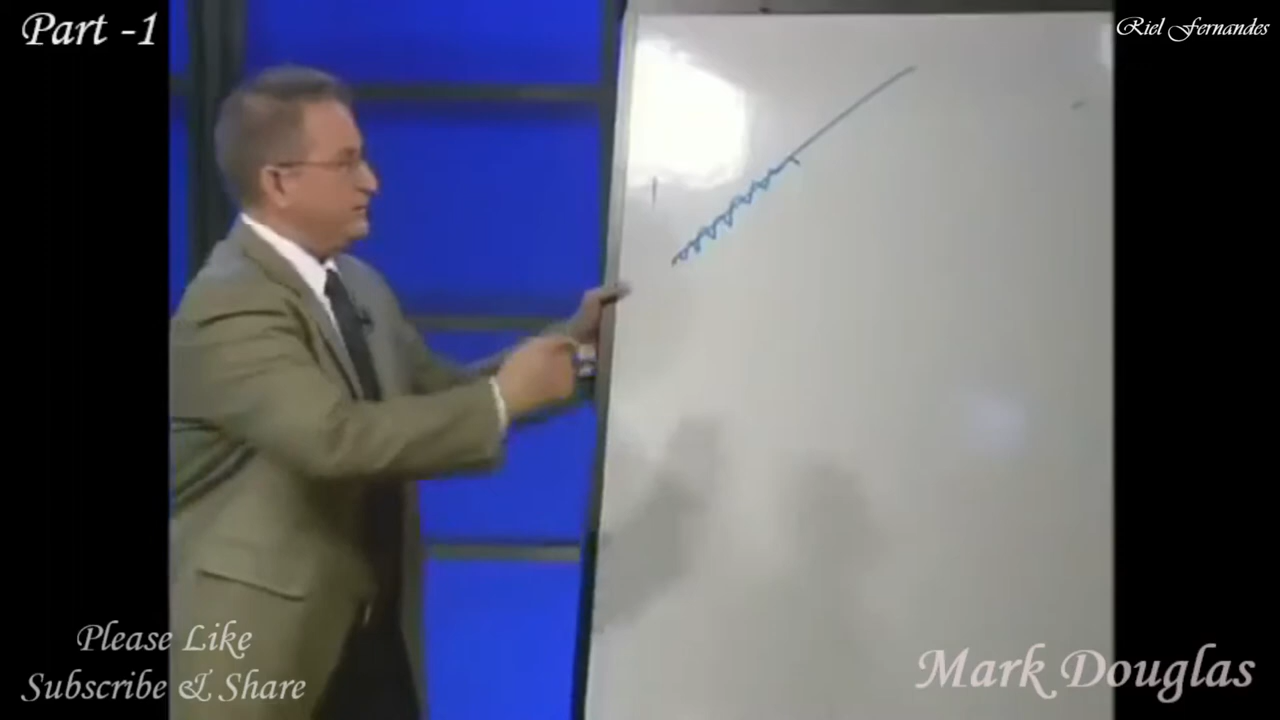 Part -1
Riel Fernandes
Please Like
Subscribe & Share
Mark Douglas